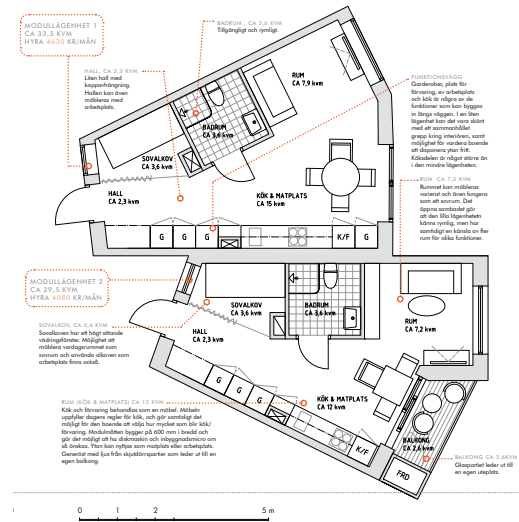 MODULLÄGENHET 1
CA 33,5 KVM
HYRA 4630 KR/MÅN
BADRUM , CA 3,6 KVM
Tillgängligt och rymligt.
HALL, CA 2,3 KVM
Liten hall med
kappavhängning.
Hallen kan även
möbleras med
arbetsplats.
RUM
CA 7,9 kvm
FUNKTIONSVÄGG
Garderober, plats för
förvaring, ev arbetsplats
och kök är några av de
funktioner som kan byggas
in längs väggen. I en liten
lägenhet kan det vara skönt
med ett sammanhållet
grepp kring interiören, samt
möjlighet för vardera boende
att disponera ytan fritt.
Köksdelen är något större än
i den mindre lägenheten.
BADRUM
CA 3,6 kvm
SOVALKOV
CA 3,6 kvm
HALL
CA 2,3 kvm
KÖK & MATPLATS
CA 15 kvm
G
G
G
K/F
G
RUM CA 7,2 KVM
Rummet kan möbleras
varierat och även fungera
som ett sovrum. Det
öppna sambadet gör
att den lilla lägenhetetn
känns rymlig, men har
samtidigt en känsla av fler
rum för olika funktioner.
MODULLÄGENHET 2
CA 29,5 KVM
HYRA 4080 KR/MÅN
SOVALKOV
CA 3,6 kvm
BADRUM
CA 3,6 kvm
RUM
CA 7,2 kvm
HALL
CA 2,3 kvm
SOVALKOV, CA 3,6 KVM
Sovalkoven har ett högt sittande
vädringsfönster. Möjlighet att
möblera vardagsrummet som
sovrum och använda alkoven som
arbetsplats finns också.
G
G
G
KÖK & MATPLATS
CA 12 kvm
K/F
BALKONG
CA 2,6 kvm
FRD
RUM (KÖK & MATPLATS) CA 12 KVM
Kök och förvaring behandlas som en möbel. Möbeln
uppfyller dagens regler för kök, och gör samtidigt det
möjligt för den boende att välja hur mycket som blir kök/
förvaring. Modulmåtten bygger på 600 mm i bredd och
gör det möjligt att ha diskmaskin och inbyggnadsmicro om
så önskas. Ytan kan nyttjas som matplats eller arbetsplats.
Generöst med ljus från skjutdörrspartier som leder ut till en
egen balkong.
BALKONG CA 2,6KVM
Glaspartiet leder ut till
en egen uteplats.
0 1 2 5 m